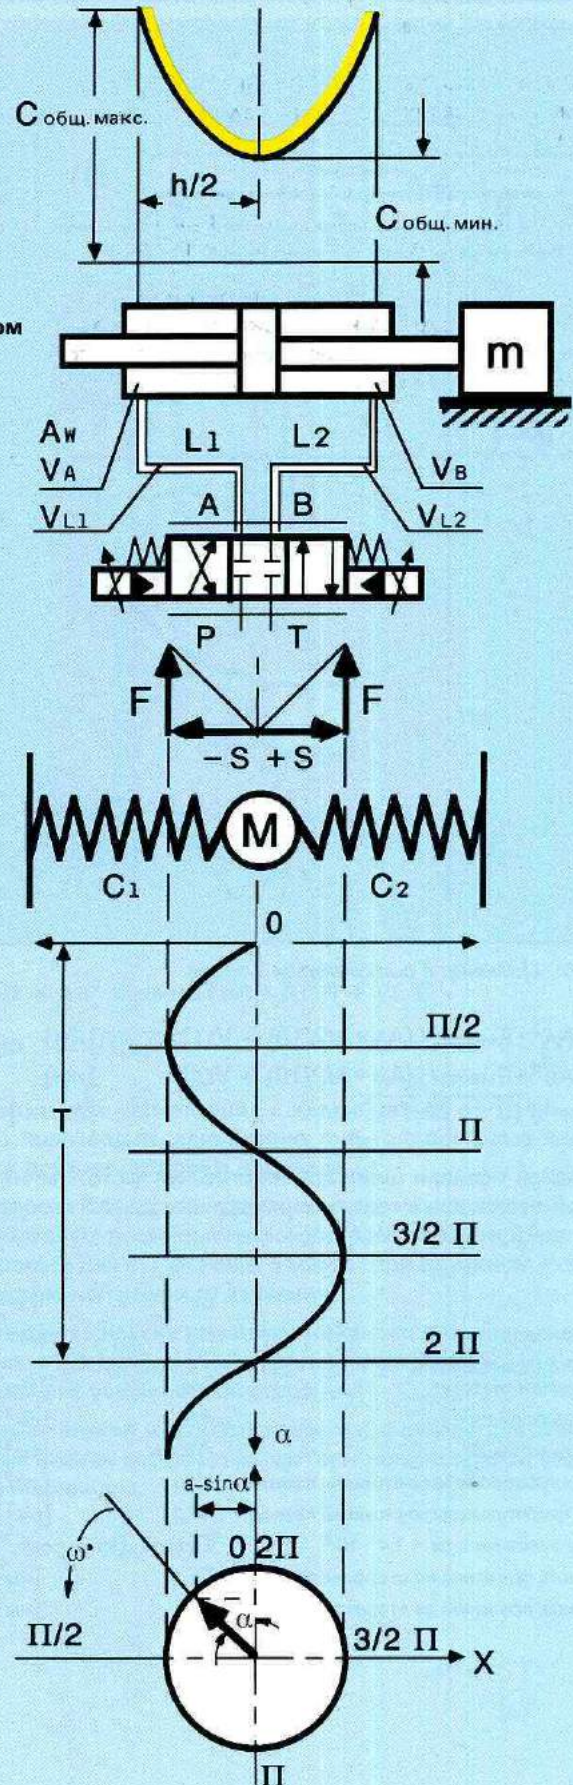 C общ. макс.
h/2
C общ. мин.
ом
m
Aw
VA
L1
L2
VB
VL1
A
B
VL2
P
T
F
F
-S +S
M
C1
C2
0
П/2
T
П
3/2 П
2 П
α
a-sinα
ω°
0 2П
α
П/2
3/2 П
X
П